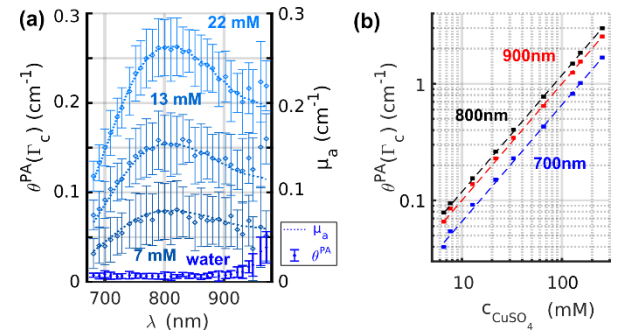 (a)
22 mM
13 mM
7 mM
water
0.3
0.2
0.1
0
θ^PA(Γ_c) (cm^-1)
0.3
0.2
0.1
0
μ_a (cm^-1)
700
800
900
λ (nm)
μ_a
θ^PA
(b)
900nm
800nm
700nm
1
0.1
θ^PA(Γ_c) (cm^-1)
5
10
100
c_CuSO_4 (mM)